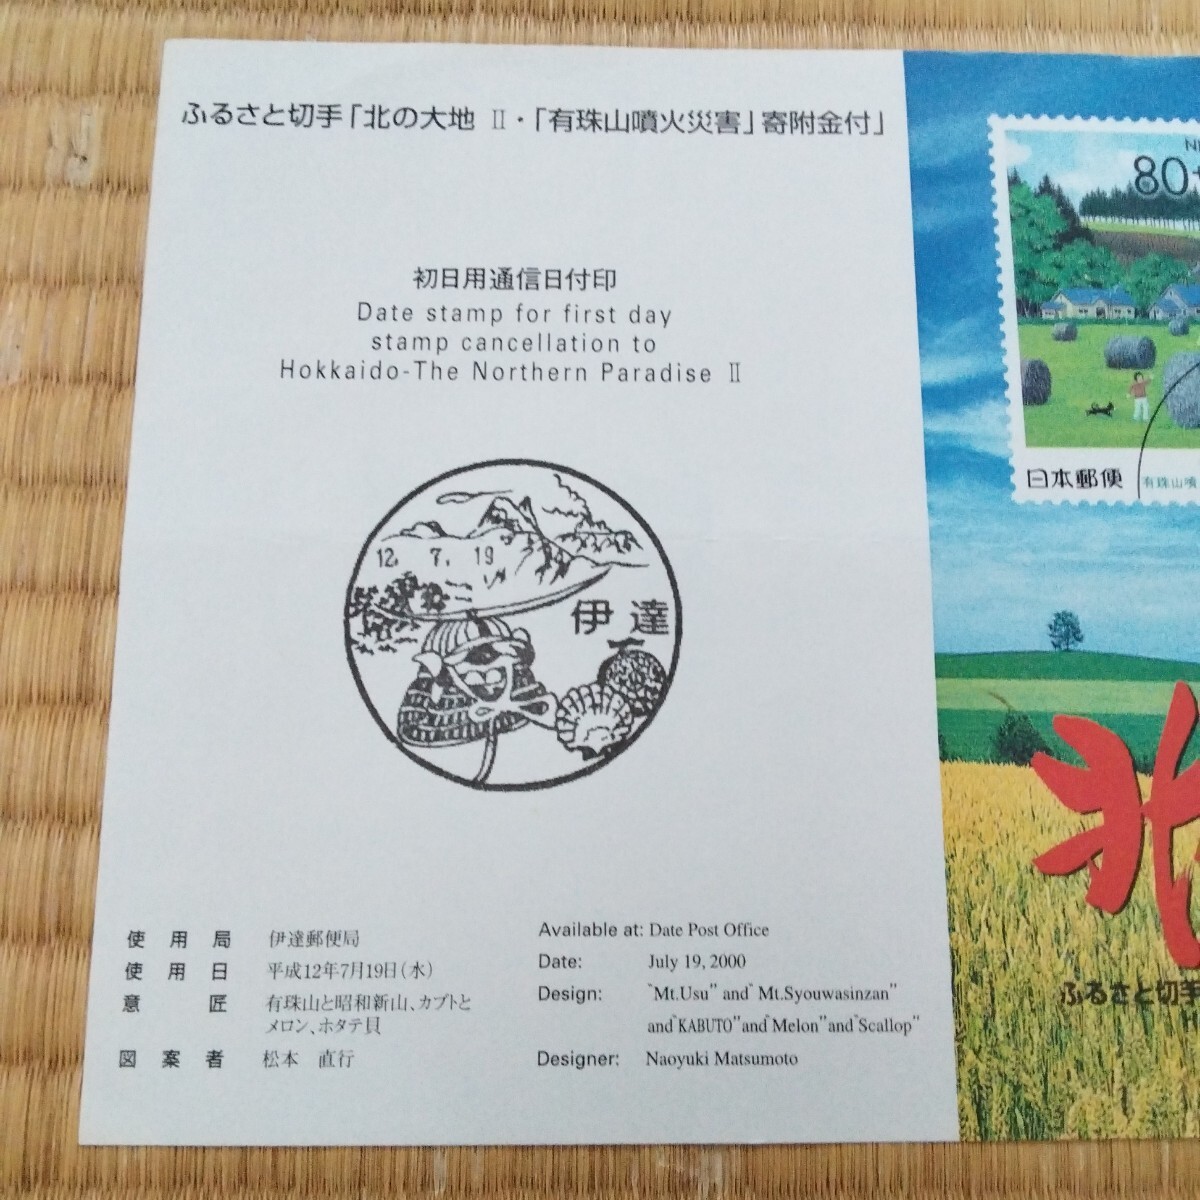 ふるさと切手「北の大地 Ⅱ・「有珠山噴火災害」寄附金付」
初日用通信日付印
Date stamp for first day
stamp cancellation to
Hokkaido-The Northern Paradise Ⅱ
12. 7. 19
伊達
使用局 伊達郵便局
使用日 平成12年7月19日(水)
意匠 有珠山と昭和新山、カブトと
メロン、ホタテ貝
図案者 松本 直行
Available at: Date Post Office
Date: July 19, 2000
Design: "Mt.Usu" and "Mt.Syouwasinzan"
and"KABUTO"and"Melon"and"Scallop"
Designer: Naoyuki Matsumoto
80+
日本郵便
有珠山噴
北
ふるさと切手